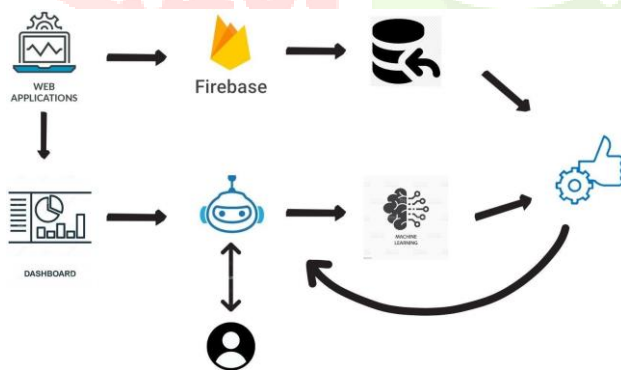 WEB
APPLICATIONS
Firebase
DASHBOARD
MACHINE
LEARNING